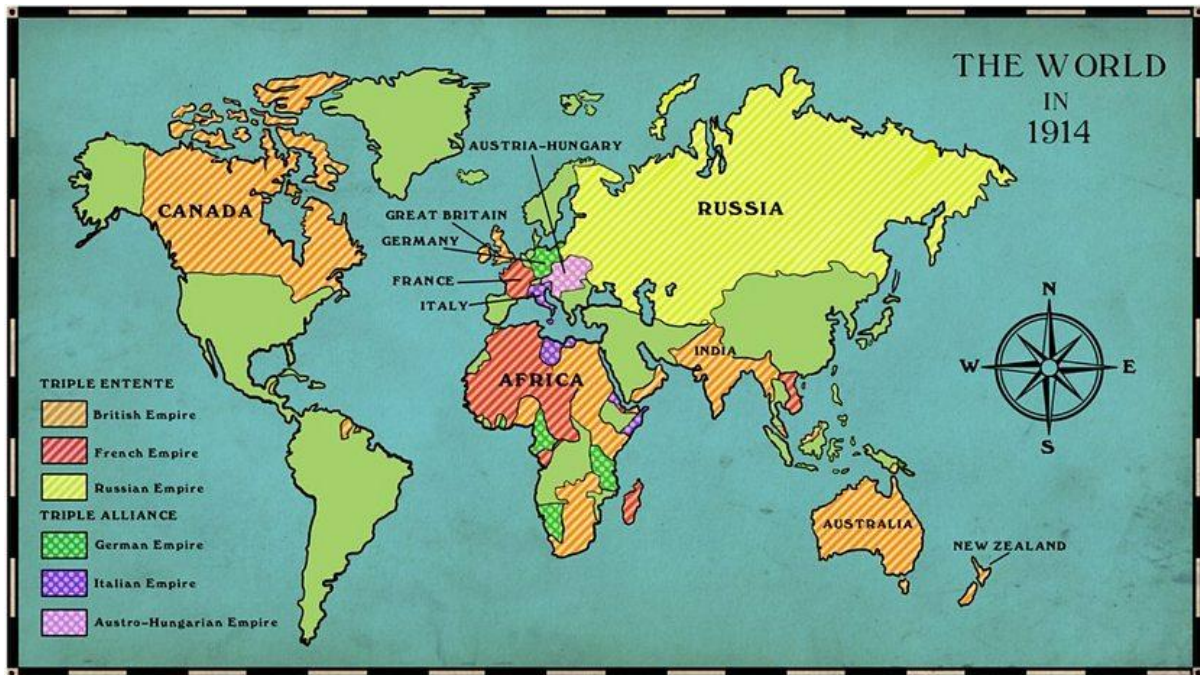 THE WORLD
IN
1914
AUSTRIA-HUNGARY
CANADA
RUSSIA
GREAT BRITAIN
GERMANY
FRANCE
ITALY
N
W
E
S
INDIA
AFRICA
AUSTRALIA
NEW ZEALAND
TRIPLE ENTENTE
British Empire
French Empire
Russian Empire
TRIPLE ALLIANCE
German Empire
Italian Empire
Austro-Hungarian Empire